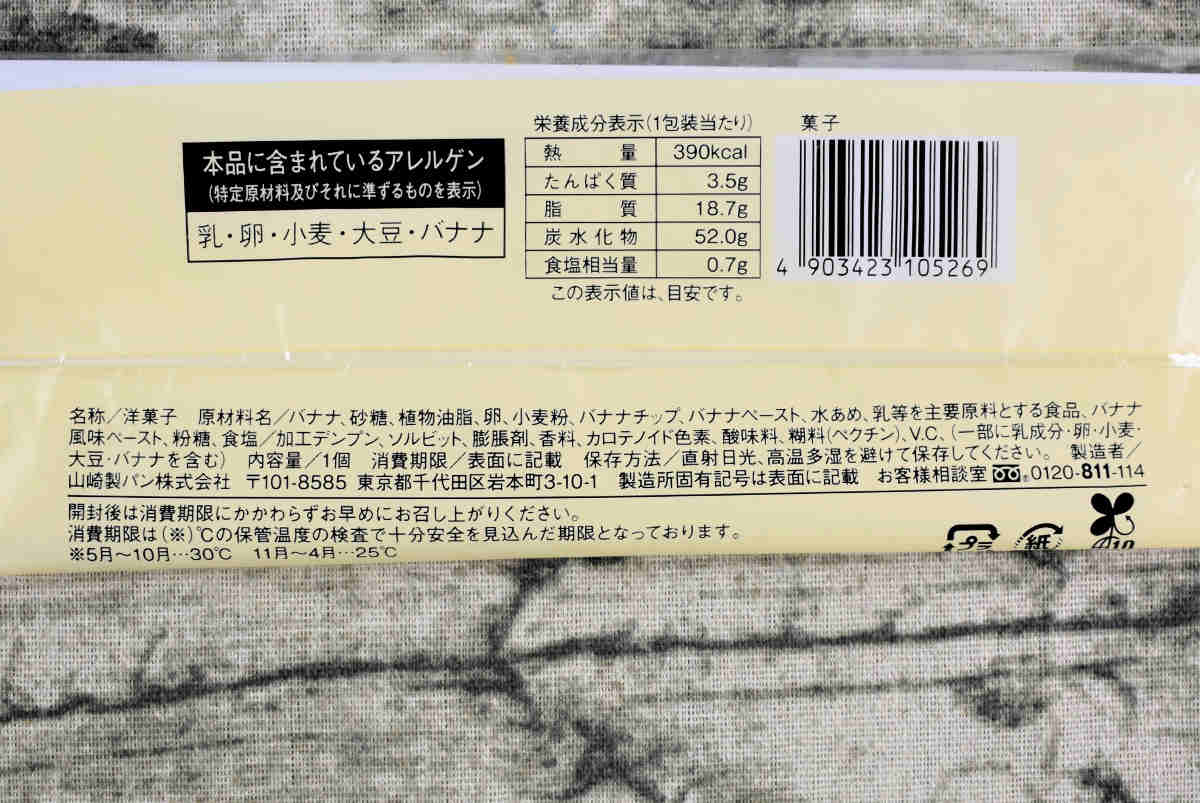 本品に含まれているアレルゲン
(特定原材料及びそれに準ずるものを表示)
乳・卵・小麦・大豆・バナナ
栄養成分表示(1包装当たり)
熱量 390kcal
たんぱく質 3.5g
脂質 18.7g
炭水化物 52.0g
食塩相当量 0.7g
この表示値は、目安です。
菓子
4 903423 105269
名称/洋菓子 原材料名/バナナ、砂糖、植物油脂、卵、小麦粉、バナナチップ、バナナペースト、水あめ、乳等を主要原料とする食品、バナナ
風味ペースト、粉糖、食塩/加工デンプン、ソルビット、膨脹剤、香料、カロテノイド色素、酸味料、糊料(ペクチン)、V.C、(一部に乳成分・卵・小麦・
大豆・バナナを含む) 内容量/1個 消費期限/表面に記載 保存方法/直射日光、高温多湿を避けて保存してください。 製造者/
山崎製パン株式会社 〒101-8585 東京都千代田区岩本町3-10-1 製造所固有記号は表面に記載 お客様相談室 0120-811-114
開封後は消費期限にかかわらずお早めにお召し上がりください。
消費期限は(※)℃の保管温度の検査で十分安全を見込んだ期限となっております。
※5月~10月…30℃ 11月~4月…25℃
プラ
紙